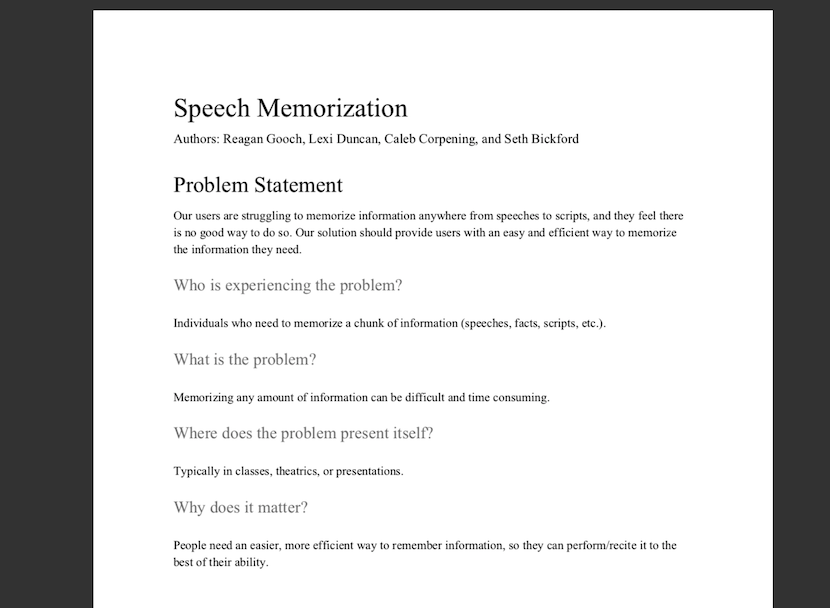 Speech Memorization
Authors: Reagan Gooch, Lexi Duncan, Caleb Corpening, and Seth Bickford
Problem Statement
Our users are struggling to memorize information anywhere from speeches to scripts, and they feel there
is no good way to do so. Our solution should provide users with an easy and efficient way to memorize
the information they need.
Who is experiencing the problem?
Individuals who need to memorize a chunk of information (speeches, facts, scripts, etc.).
What is the problem?
Memorizing any amount of information can be difficult and time consuming.
Where does the problem present itself?
Typically in classes, theatrics, or presentations.
Why does it matter?
People need an easier, more efficient way to remember information, so they can perform/recite it to the
best of their ability.